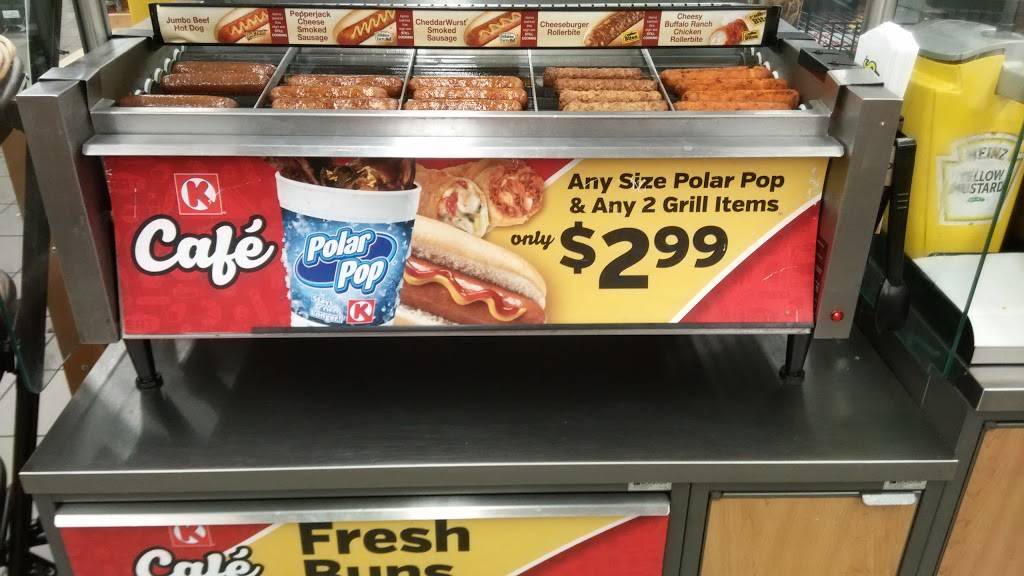 Jumbo Beef
Hot Dog
Pepperjack
Cheese
Smoked
Sausage
CheddarWurst
Smoked
Sausage
Cheeseburger
Rollerbite
Cheesy
Buffalo Ranch
Chicken
Rollerbite
K
Café
Polar
Pop
K
Any Size Polar Pop
& Any 2 Grill Items
only $2.99
HEINZ
YELLOW
MUSTARD
K
Café
Fresh
Buns